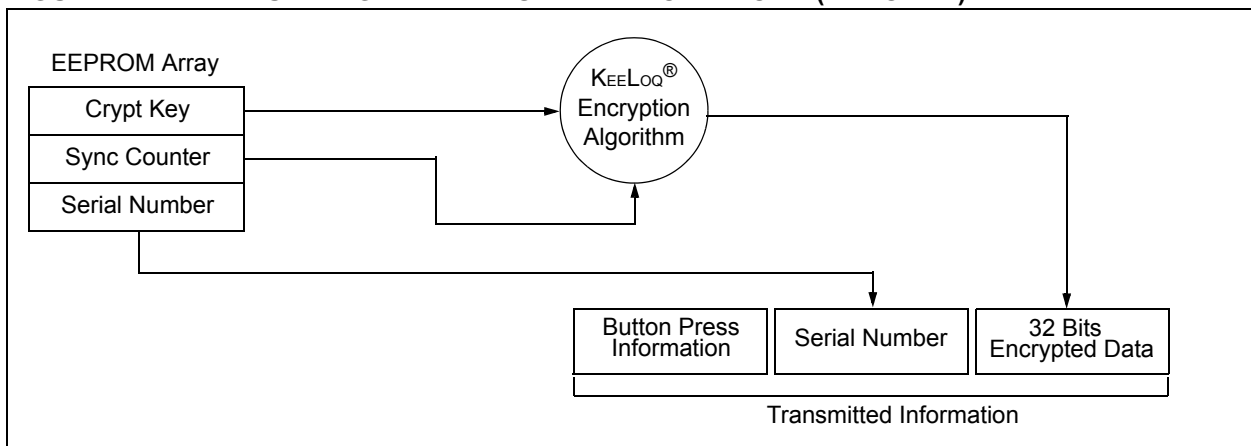 EEPROM Array
Crypt Key
Sync Counter
Serial Number
KEELOQ®
Encryption
Algorithm
Button Press
Information
Serial Number
32 Bits
Encrypted Data
Transmitted Information